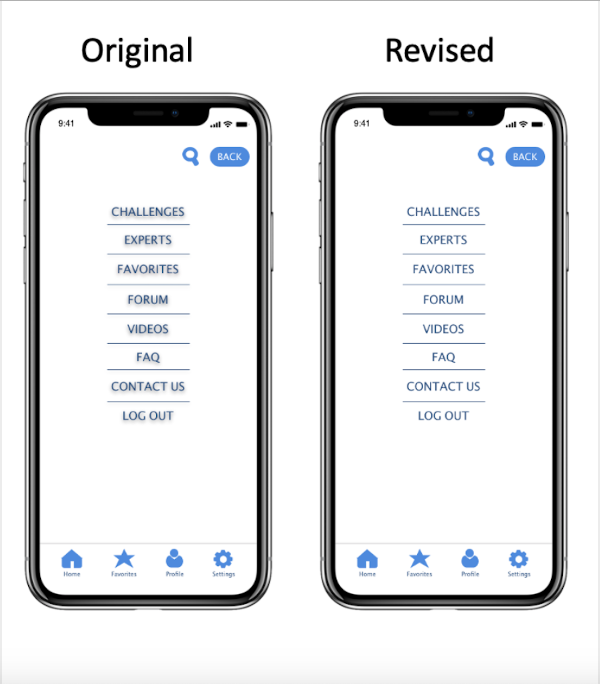 Original
Revised
9:41
BACK
CHALLENGES
EXPERTS
FAVORITES
FORUM
VIDEOS
FAQ
CONTACT US
LOG OUT
Home
Favorites
Profile
Settings
9:41
BACK
CHALLENGES
EXPERTS
FAVORITES
FORUM
VIDEOS
FAQ
CONTACT US
LOG OUT
Home
Favorites
Profile
Settings